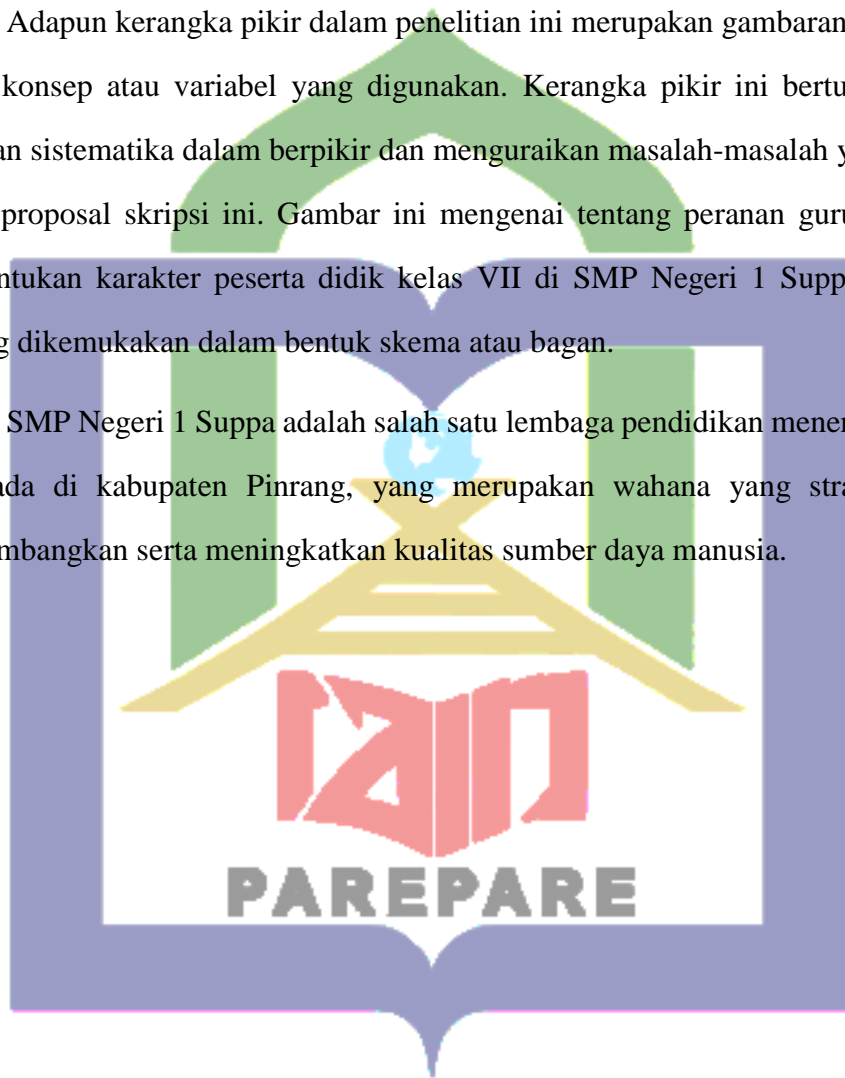 Adapun kerangka pikir dalam penelitian ini merupakan gambaran
konsep atau variabel yang digunakan. Kerangka pikir ini bertu
an sistematika dalam berpikir dan menguraikan masalah-masalah y
proposal skripsi ini. Gambar ini mengenai tentang peranan guru
ntukan karakter peserta didik kelas VII di SMP Negeri 1 Supp
g dikemukakan dalam bentuk skema atau bagan.
SMP Negeri 1 Suppa adalah salah satu lembaga pendidikan mener
ada di kabupaten Pinrang, yang merupakan wahana yang stra
mbangkan serta meningkatkan kualitas sumber daya manusia.
iain
PAREPARE